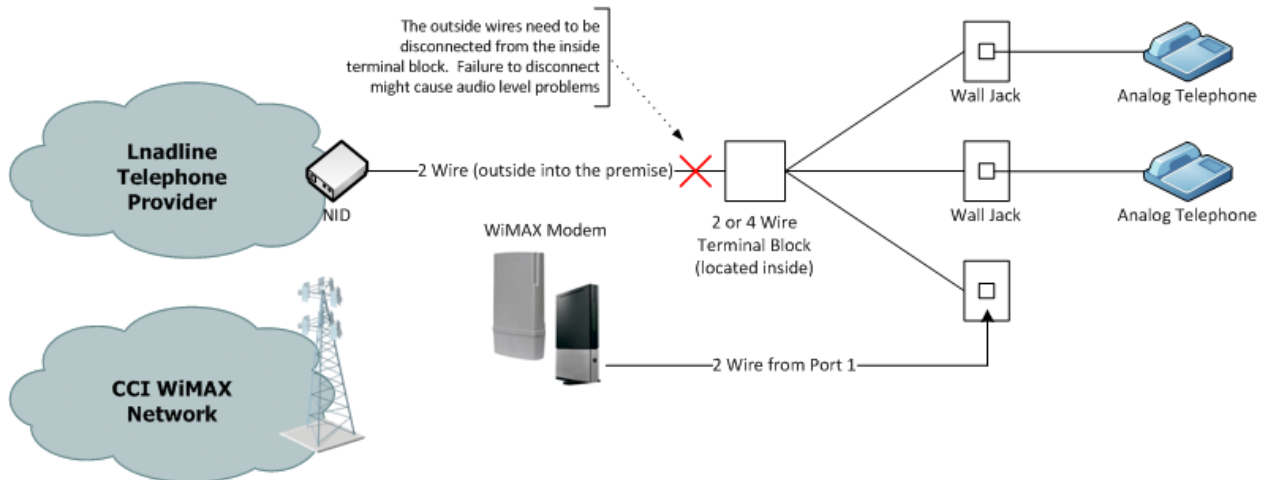 The outside wires need to be
disconnected from the inside
terminal block.  Failure to disconnect
might cause audio level problems
Wall Jack
Analog Telephone
Lnadline
Telephone
Provider
NID
2 Wire (outside into the premise)
2 or 4 Wire
Terminal Block
(located inside)
Wall Jack
Analog Telephone
WiMAX Modem
2 Wire from Port 1
CCI WiMAX
Network